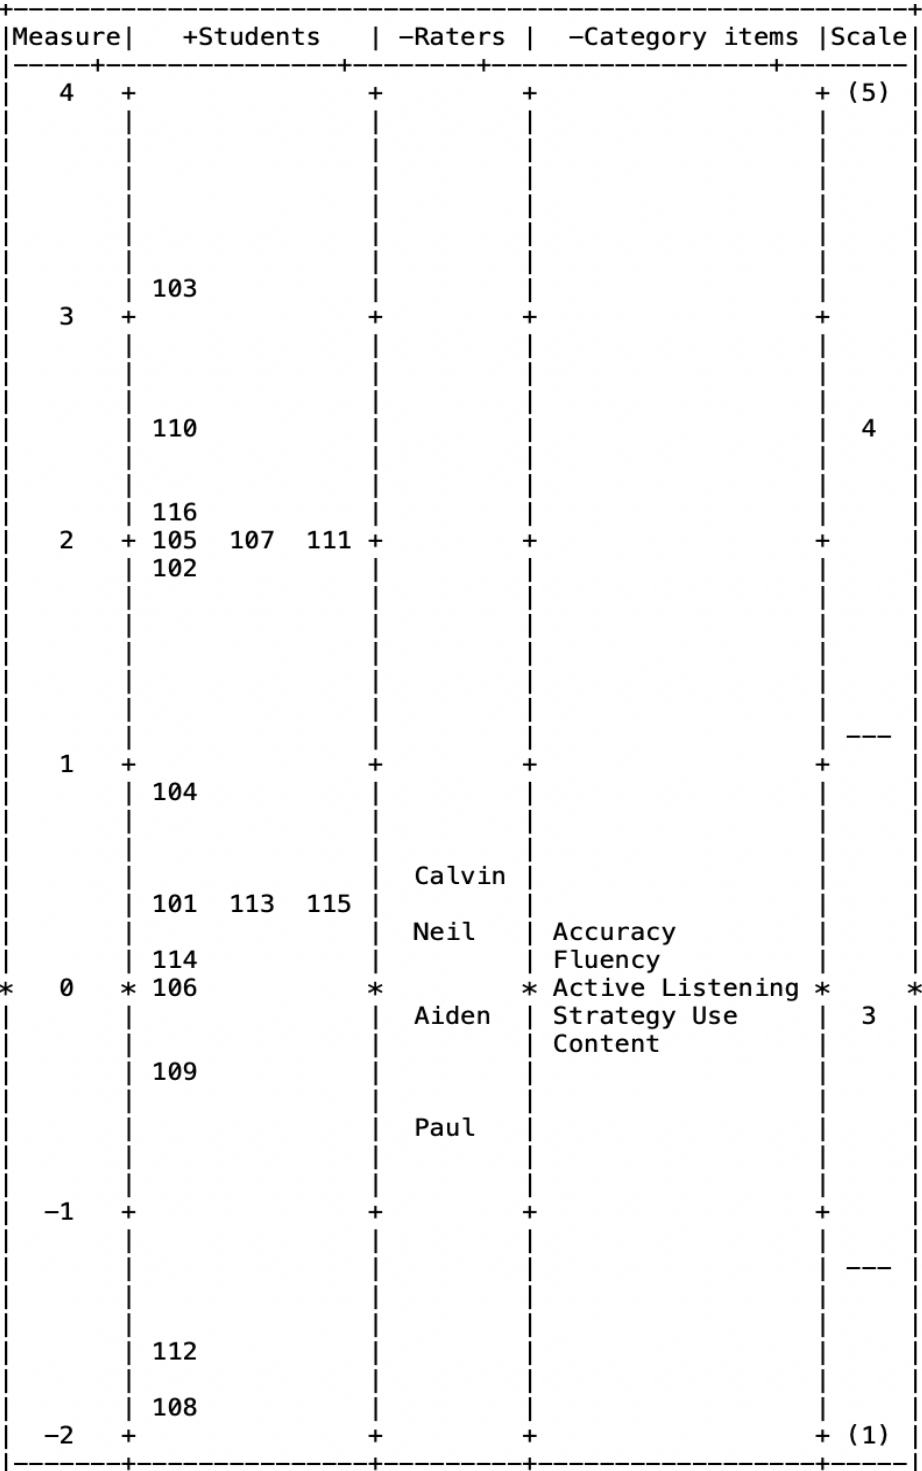 Measure| +Students | −Raters | −Category items |Scale
4 + + + + (5)
103
3 + + + +
110 4
116
2 + 105 107 111 + + +
102
---
1 + + + +
104
Calvin
101 113 115
Neil | Accuracy
114 | Fluency
* 0 * 106 * * Active Listening * *
Aiden | Strategy Use | 3
Content
109
Paul
−1 + + + +
---
112
108
−2 + + + + (1)